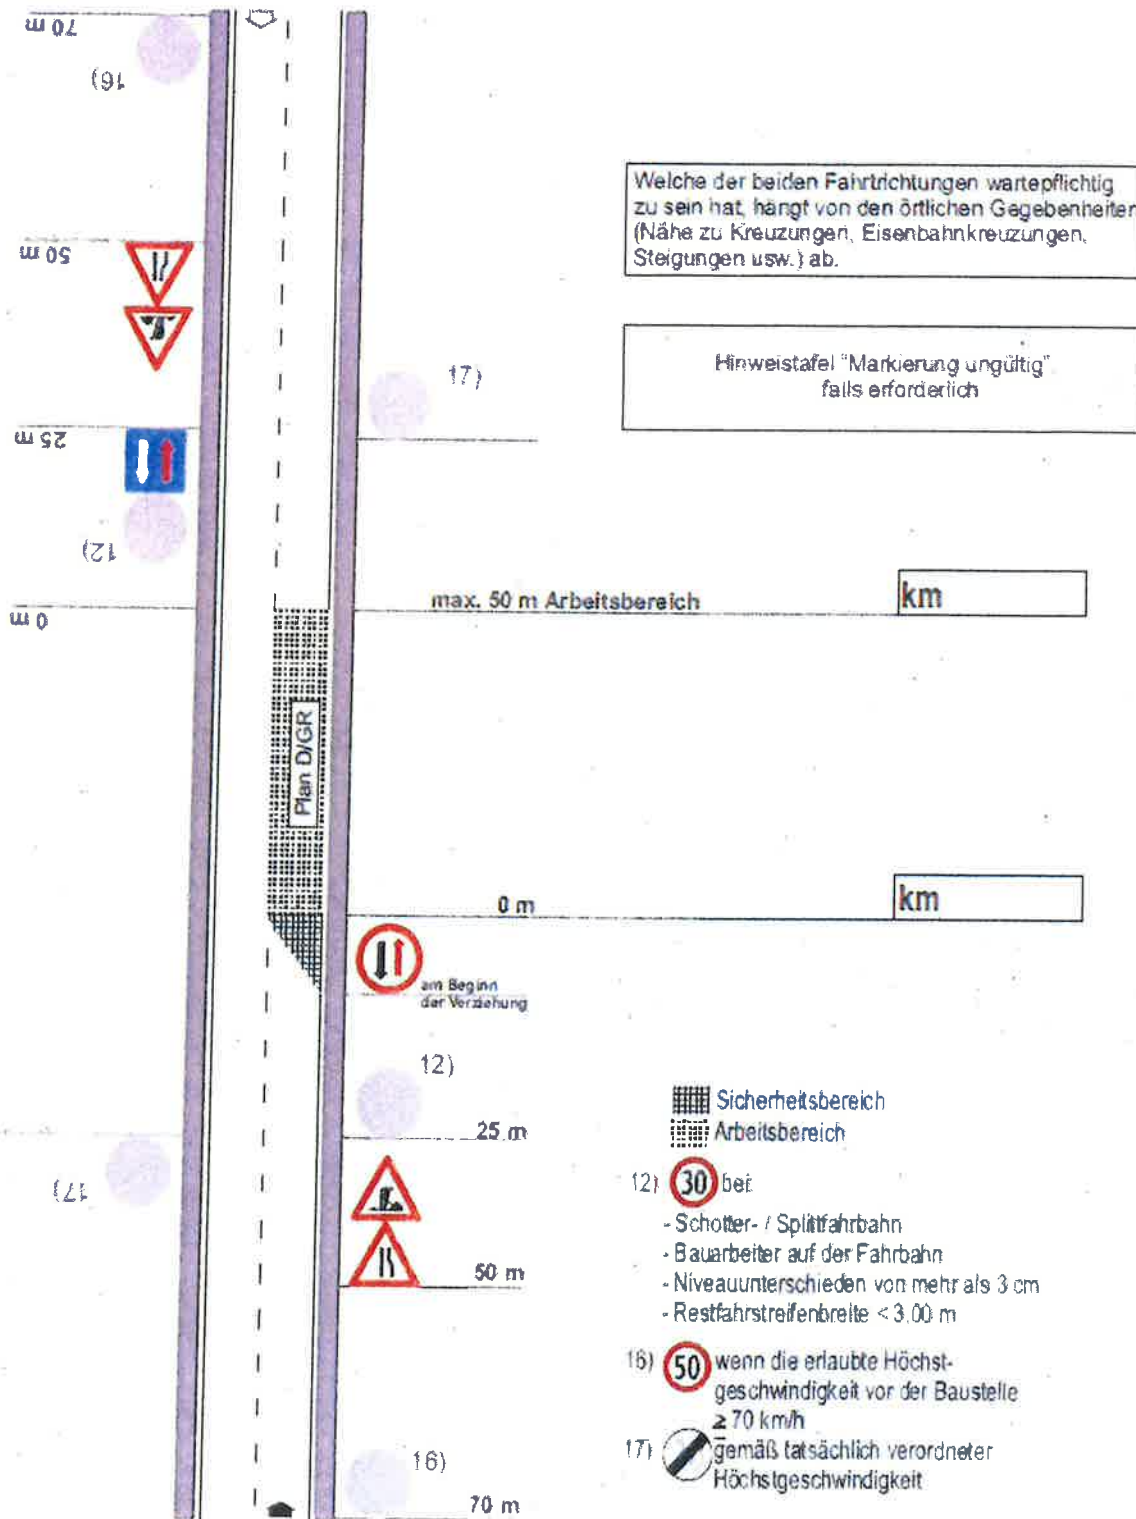 70 m
16)
Welche der beiden Fahrtrichtungen wartepflichtig
zu sein hat, hängt von den örtlichen Gegebenheiten
(Nähe zu Kreuzungen, Eisenbahnkreuzungen,
Steigungen usw.) ab.
50 m
Hinweistafel "Markierung ungültig"
falls erforderlich
17)
25 m
12)
max. 50 m Arbeitsbereich
km
0 m
Plan D/GR
0 m
km
am Beginn
der Verziehung
12)
25 m
17)
50 m
Sicherheitsbereich
Arbeitsbereich
12) 30 bei
- Schotter- / Splittfahrbahn
- Bauarbeiter auf der Fahrbahn
- Niveauunterschieden von mehr als 3 cm
- Restfahrstreifenbreite < 3,00 m
16) 50 wenn die erlaubte Höchst-
geschwindigkeit vor der Baustelle
≥ 70 km/h
17) gemäß tatsächlich verordneter
Höchstgeschwindigkeit
16)
70 m